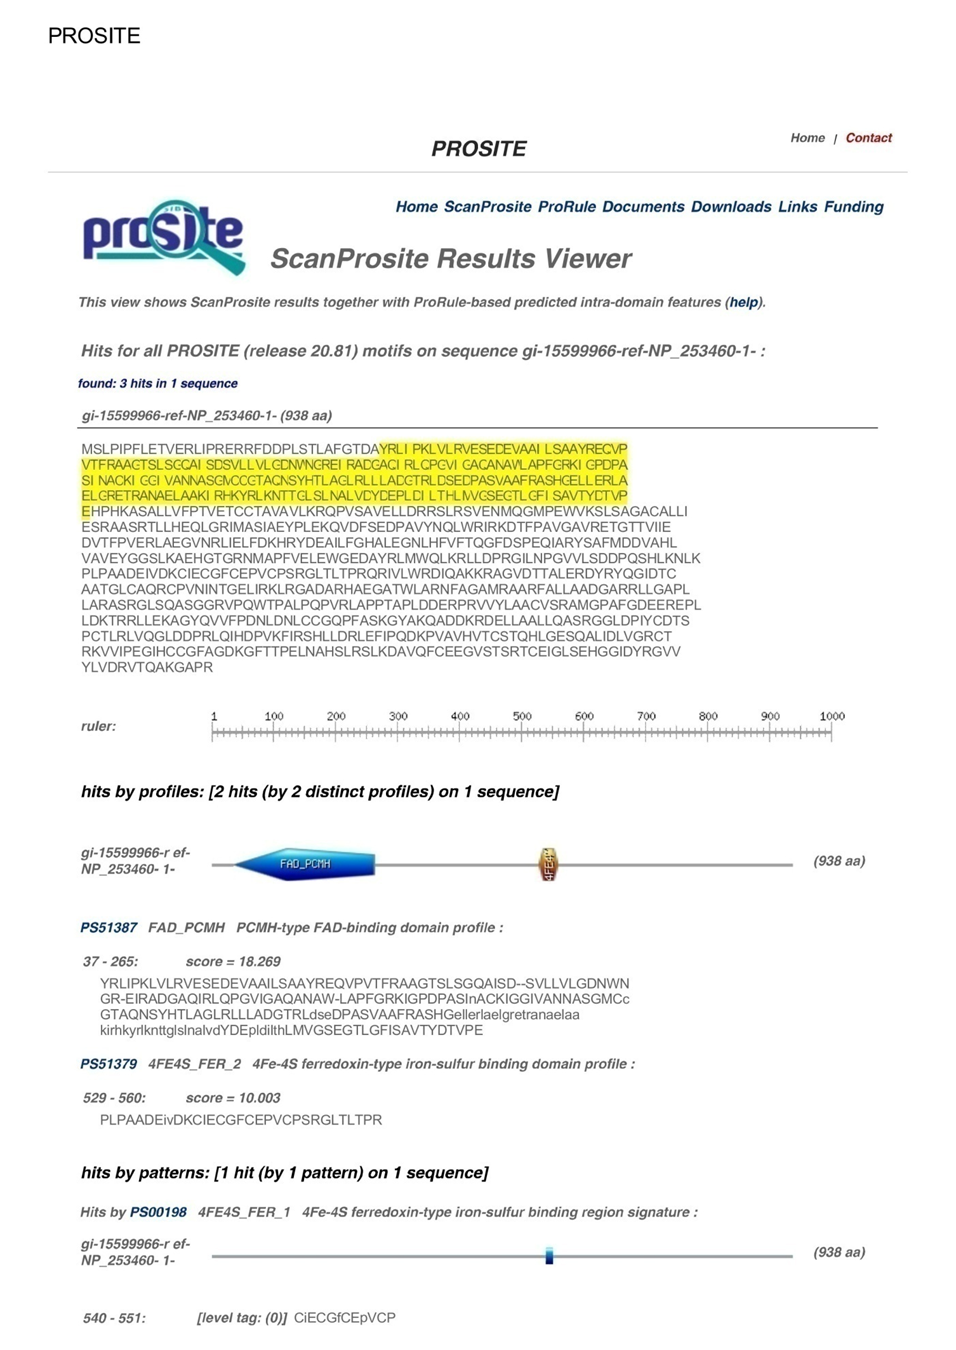 PROSITE
Home | Contact
PROSITE
prosite
Home ScanProsite ProRule Documents Downloads Links Funding
ScanProsite Results Viewer
This view shows ScanProsite results together with ProRule-based predicted intra-domain features (help).
Hits for all PROSITE (release 20.81) motifs on sequence gi-15599966-ref-NP_253460-1- :
found: 3 hits in 1 sequence
gi-15599966-ref-NP_253460-1- (938 aa)
MSLPIPFLETVERLIPRERRFDDPLSTLAFGTDAYRLIPKLVLRVESEDEVAAILSAAYREQVP
VTFRAAGTSLSGQAISDSVLLVLGDNWNGREIRADGAQIRLQPGVIGAQANAWLAPFGRKIGPDPA
SINACKIGGIVANNASGMCCGTAQNSYHTLAGLRLLLADGTRLDSEDPASVAAFRASHGELLERLA
ELGRETRANAELAAKIRHKYRLKNTTGLSLNALVDYDEPLDILTHLMVGSEGTLGFISAVTYDTVP
EHPHKASALLVFPTVETCCTAVAVLKRQPVSAVELLDRRSLRSVENMQGMPEWVKSLSAGACALLI
ESRAASRTLLHEQLGRIMASIAEYPLEKQVDFSEDPAVYNQLWRIRKDTFPAVGAVRETGTTVIIE
DVTFPVERLAEGVNRLIELFDKHRYDEAILFGHALEGNLHFVFTQGFDSPEQIARYSAFMDDVAHL
VAVEYGGSLKAEHGTGRNMAPFVELEWGEDAYRLMWQLKRLLDPRGILNPGVVLSDDPQSHLKNLK
PLPAADEIVDKCIECGFCEPVCPSRGLTLTPRQRIVLWRDIQAKKRAGVDTTALERDYRYQGIDTC
AATGLCAQRCPVNINTGELIRKLRGADARHAEGATWLARNFAGAMRAARFALLAADGARRLLGAPL
LARASRGLSQASGGRVPQWTPALPQPVRLAPPTAPLDDERPRVVYLAACVSRAMGPAFGDEEREPL
LDKTRRLLEKAGYQVVFPDNLDNLCCGQPFASKGYAKQADDKRDELLAALLQASRGGLDPIYCDTS
PCTLRLVQGLDDPRLQIHDPVKFIRSHLLDRLEFIPQDKPVAVHVTCSTQHLGESQALIDLVGRCT
RKVVIPEGIHCCGFAGDKGFTTPELNAHSLRSLKDAVQFCEEGVSTSRTCEIGLSEHGGIDYRGVV
YLVDRVTQAKGAPR
ruler: 1 100 200 300 400 500 600 700 800 900 1000
hits by profiles: [2 hits (by 2 distinct profiles) on 1 sequence]
gi-15599966-r ef-
NP_253460- 1-
FAD_PCMH
(938 aa)
PS51387 FAD_PCMH PCMH-type FAD-binding domain profile :
37 - 265: score = 18.269
YRLIPKLVLRVESEDEVAAILSAAYREQVPVTFRAAGTSLSGQAISD--SVLLVLGDNWN
GR-EIRADGAQIRLQPGVIGAQANAW-LAPFGRKIGPDPASInACKIGGIVANNASGMCc
GTAQNSYHTLAGLRLLLADGTRLdseDPASVAAFRASHGellerlaelgretranaelaa
kirhkyrlknttglslnalvdYDEpldilthLMVGSEGTLGFISAVTYDTVPE
PS51379 4FE4S_FER_2 4Fe-4S ferredoxin-type iron-sulfur binding domain profile :
529 - 560: score = 10.003
PLPAADEivDKCIECGFCEPVCPSRGLTLTPR
hits by patterns: [1 hit (by 1 pattern) on 1 sequence]
Hits by PS00198 4FE4S_FER_1 4Fe-4S ferredoxin-type iron-sulfur binding region signature :
gi-15599966-r ef-
NP_253460- 1-
(938 aa)
540 - 551: [level tag: (0)] CiECGfCEpVCP